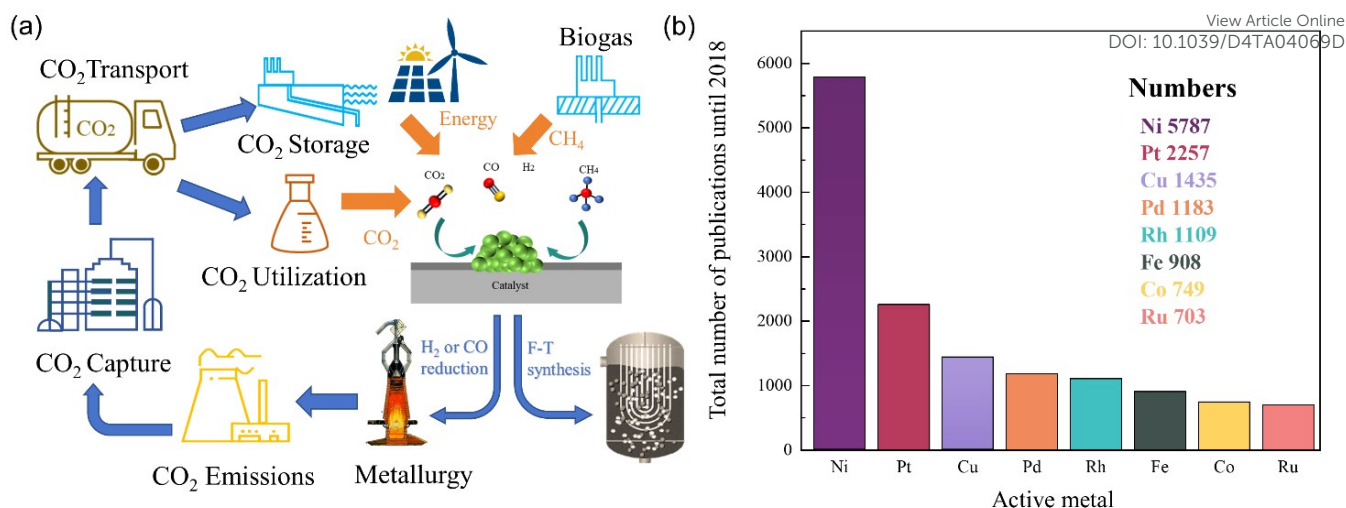 (a)
CO₂Transport
CO₂
CO₂ Storage
Energy
Biogas
CH₄
CO₂
CO
H₂
CH₄
CO₂ Utilization
CO₂
Catalyst
CO₂ Capture
H₂ or CO
reduction
F-T
synthesis
CO₂ Emissions
Metallurgy
(b)
View Article Online
DOI: 10.1039/D4TA04069D
Total number of publications until 2018
6000
5000
4000
3000
2000
1000
0
Numbers
Ni 5787
Pt 2257
Cu 1435
Pd 1183
Rh 1109
Fe 908
Co 749
Ru 703
Ni Pt Cu Pd Rh Fe Co Ru
Active metal